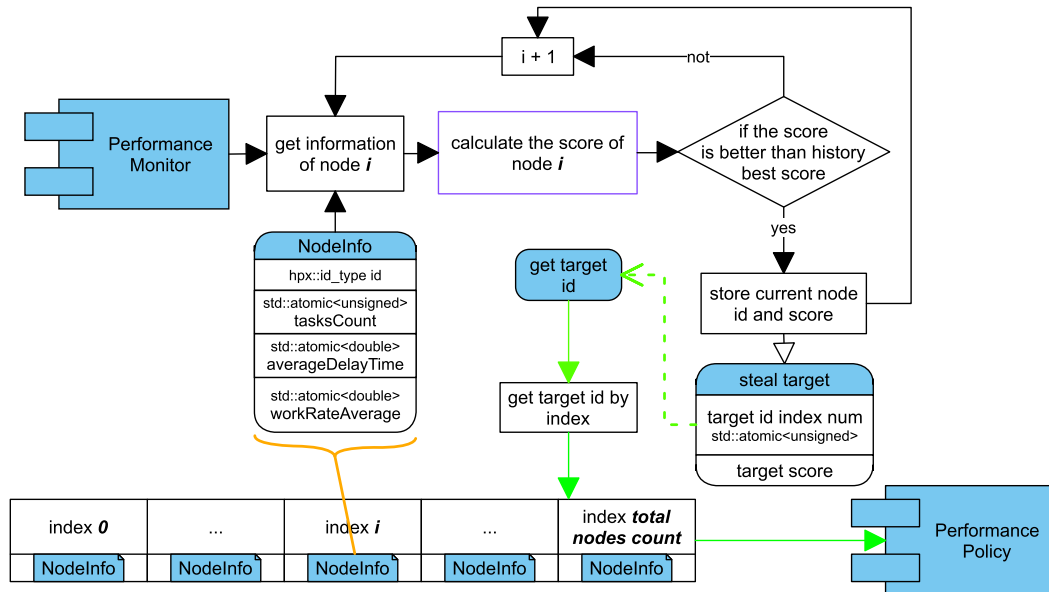 i + 1
not
Performance
Monitor
get information
of node i
calculate the score of
node i
if the score
is better than history
best score
yes
NodeInfo
hpx::id_type id
std::atomic<unsigned>
tasksCount
std::atomic<double>
averageDelayTime
std::atomic<double>
workRateAverage
get target
id
store current node
id and score
get target id by
index
steal target
target id index num
std::atomic<unsigned>
target score
index 0
...
index i
...
index total
nodes count
NodeInfo
NodeInfo
NodeInfo
NodeInfo
NodeInfo
Performance
Policy